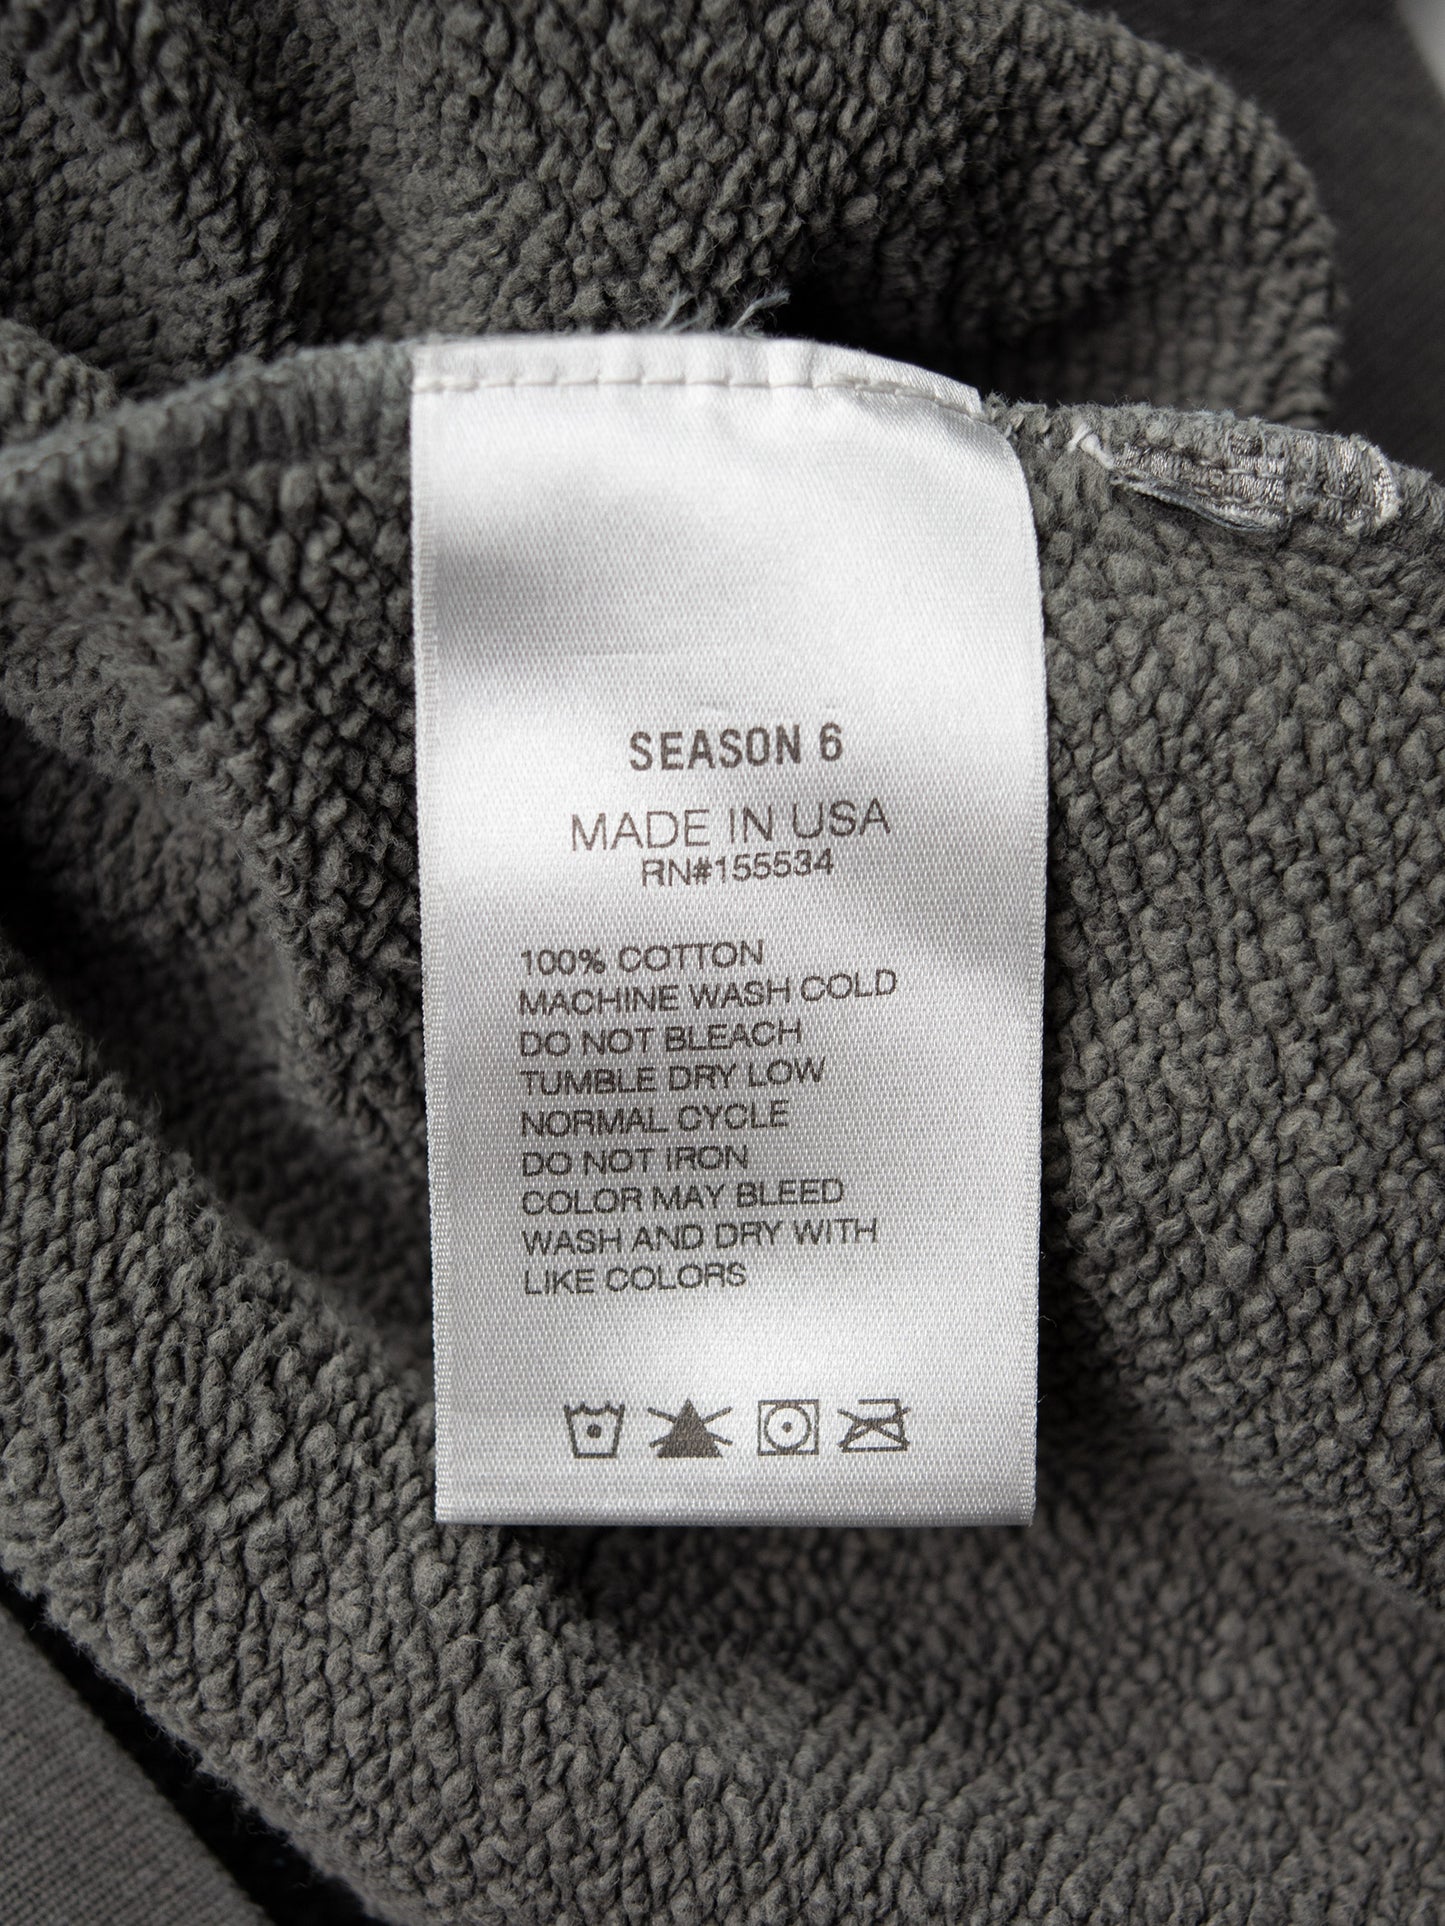 SEASON 6
MADE IN USA
RN#155534
100% COTTON
MACHINE WASH COLD
DO NOT BLEACH
TUMBLE DRY LOW
NORMAL CYCLE
DO NOT IRON
COLOR MAY BLEED
WASH AND DRY WITH
LIKE COLORS